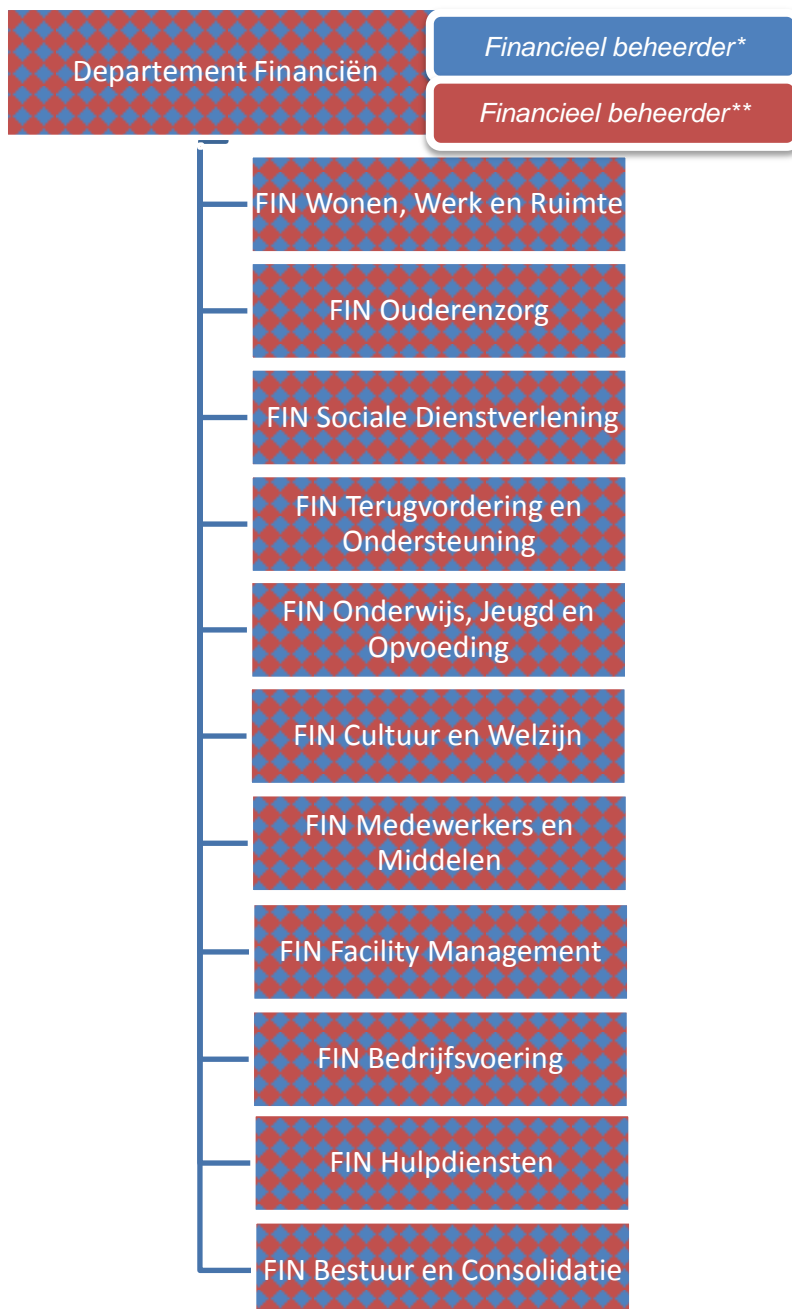 Departement Financiën
Financieel beheerder*
Financieel beheerder**
FIN Wonen, Werk en Ruimte
FIN Ouderenzorg
FIN Sociale Dienstverlening
FIN Terugvordering en
Ondersteuning
FIN Onderwijs, Jeugd en
Opvoeding
FIN Cultuur en Welzijn
FIN Medewerkers en
Middelen
FIN Facility Management
FIN Bedrijfsvoering
FIN Hulpdiensten
FIN Bestuur en Consolidatie